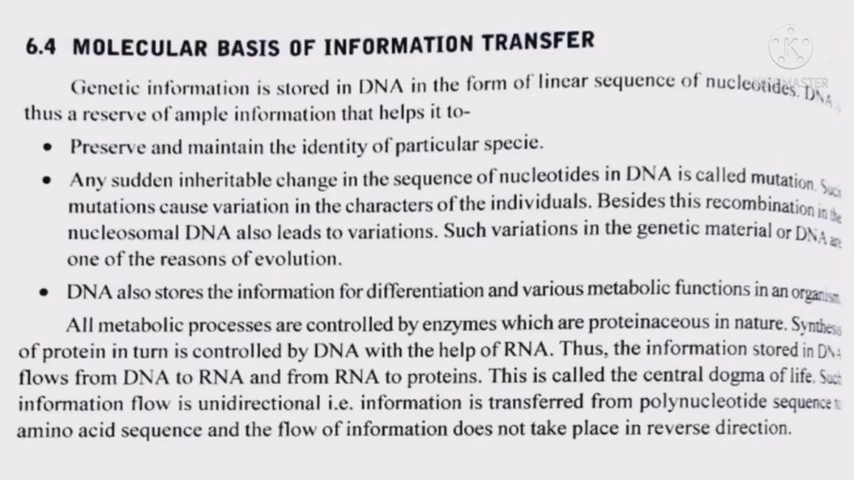 6.4 MOLECULAR BASIS OF INFORMATION TRANSFER
Genetic information is stored in DNA in the form of linear sequence of nucleotides. DNA
thus a reserve of ample information that helps it to-
• Preserve and maintain the identity of particular specie.
• Any sudden inheritable change in the sequence of nucleotides in DNA is called mutation. Such
mutations cause variation in the characters of the individuals. Besides this recombination in the
nucleosomal DNA also leads to variations. Such variations in the genetic material or DNA are
one of the reasons of evolution.
• DNA also stores the information for differentiation and various metabolic functions in an organism.
All metabolic processes are controlled by enzymes which are proteinaceous in nature. Synthesis
of protein in turn is controlled by DNA with the help of RNA. Thus, the information stored in DNA
flows from DNA to RNA and from RNA to proteins. This is called the central dogma of life. Such
information flow is unidirectional i.e. information is transferred from polynucleotide sequence to
amino acid sequence and the flow of information does not take place in reverse direction.